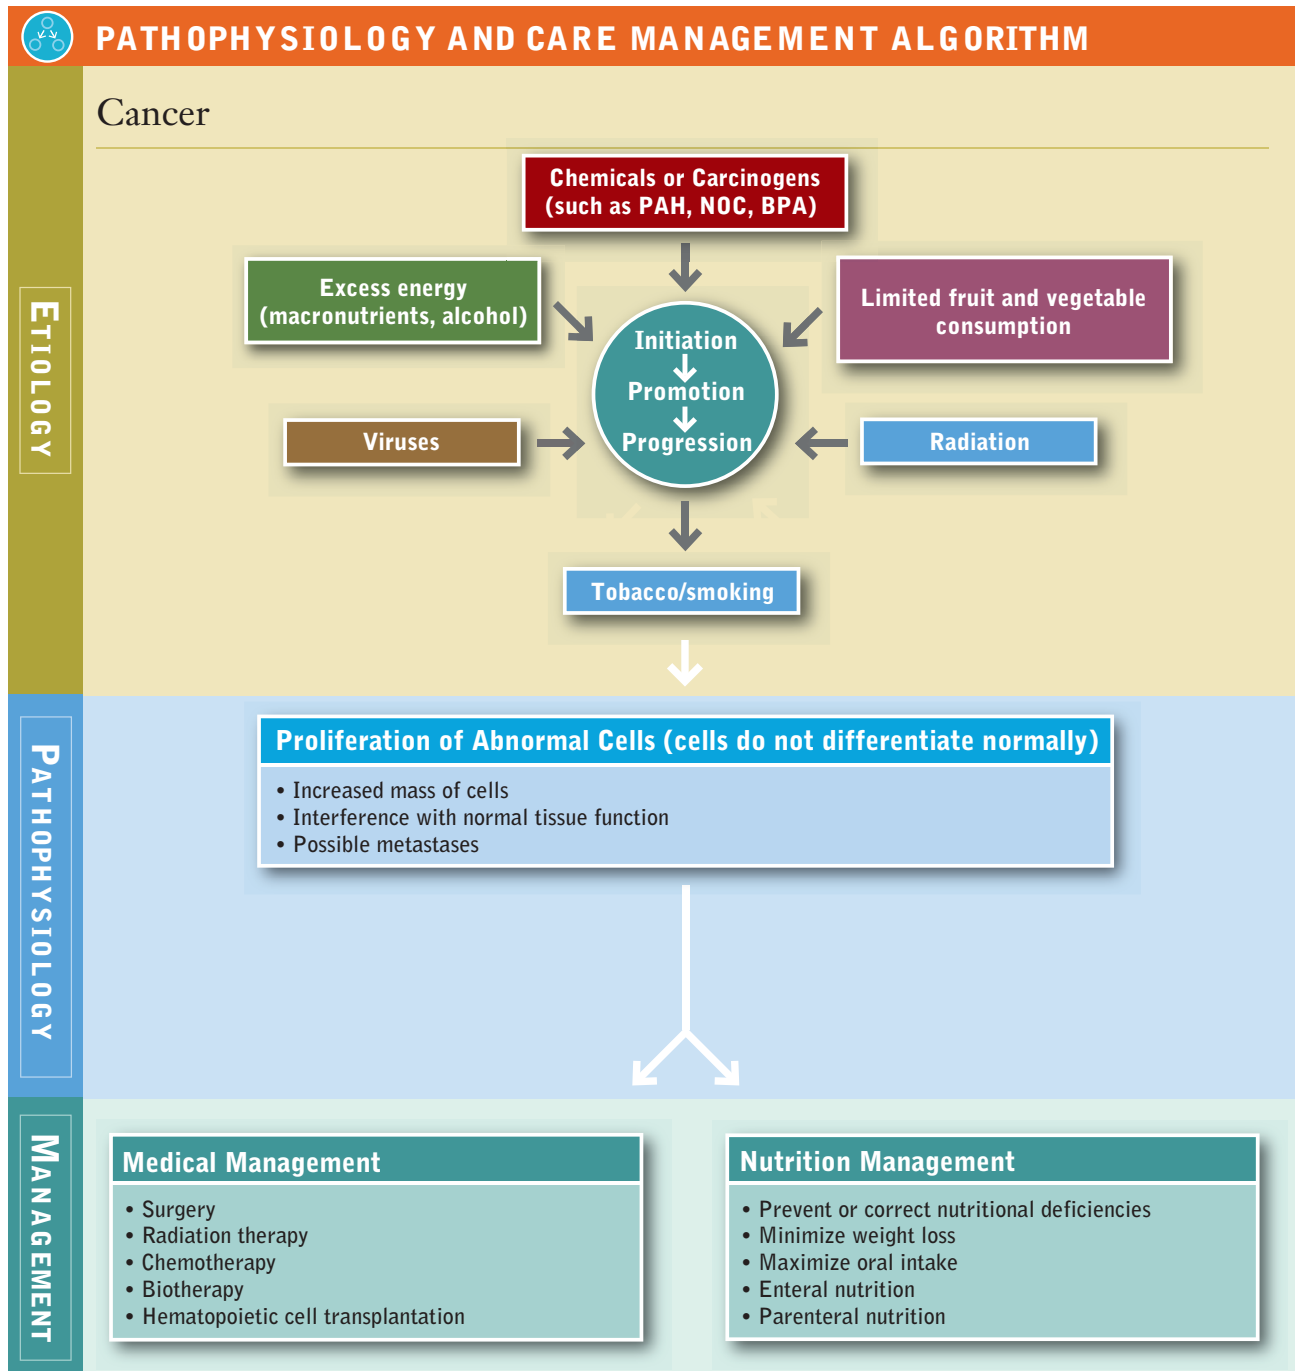 PATHOPHYSIOLOGY AND CARE MANAGEMENT ALGORITHM
Cancer
ETIOLOGY
Chemicals or Carcinogens
(such as PAH, NOC, BPA)
Excess energy
(macronutrients, alcohol)
Limited fruit and vegetable
consumption
Initiation
Promotion
Progression
Viruses
Radiation
Tobacco/smoking
PATHOPHYSIOLOGY
Proliferation of Abnormal Cells (cells do not differentiate normally)
• Increased mass of cells
• Interference with normal tissue function
• Possible metastases
MANAGEMENT
Medical Management
• Surgery
• Radiation therapy
• Chemotherapy
• Biotherapy
• Hematopoietic cell transplantation
Nutrition Management
• Prevent or correct nutritional deficiencies
• Minimize weight loss
• Maximize oral intake
• Enteral nutrition
• Parenteral nutrition